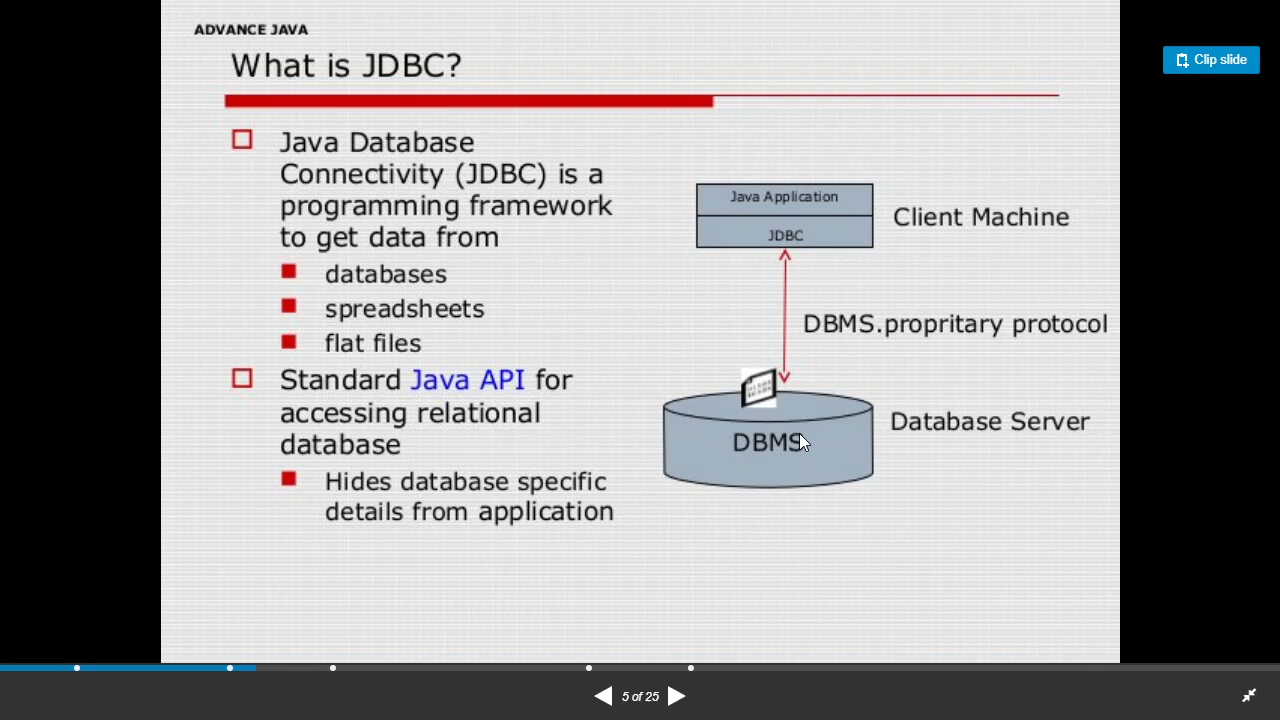 ADVANCE JAVA
What is JDBC?
Clip slide
Java Database
Connectivity (JDBC) is a
programming framework
to get data from
databases
spreadsheets
flat files
Standard Java API for
accessing relational
database
Hides database specific
details from application
Java Application
JDBC
Client Machine
DBMS.propritary protocol
DBMS
Database Server
5 of 25